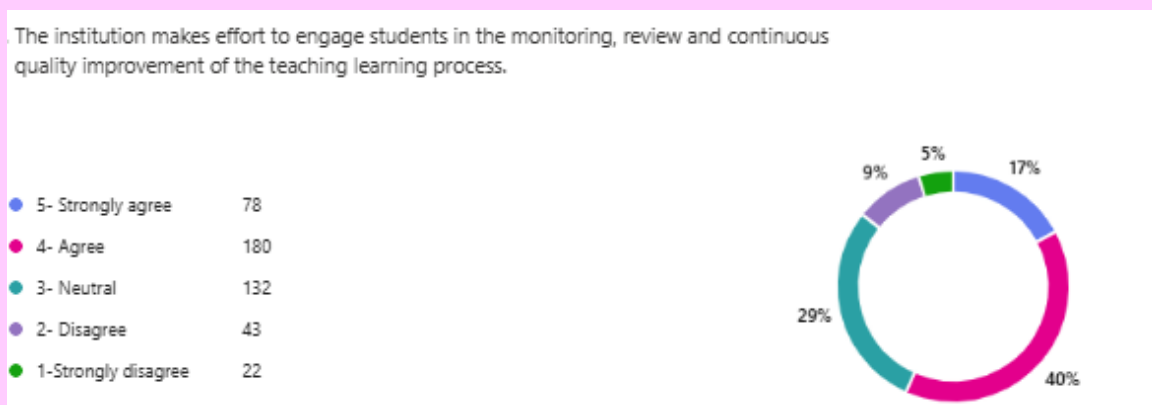 The institution makes effort to engage students in the monitoring, review and continuous
quality improvement of the teaching learning process.
5- Strongly agree 78
4- Agree 180
3- Neutral 132
2- Disagree 43
1-Strongly disagree 22
5%
9%
17%
29%
40%